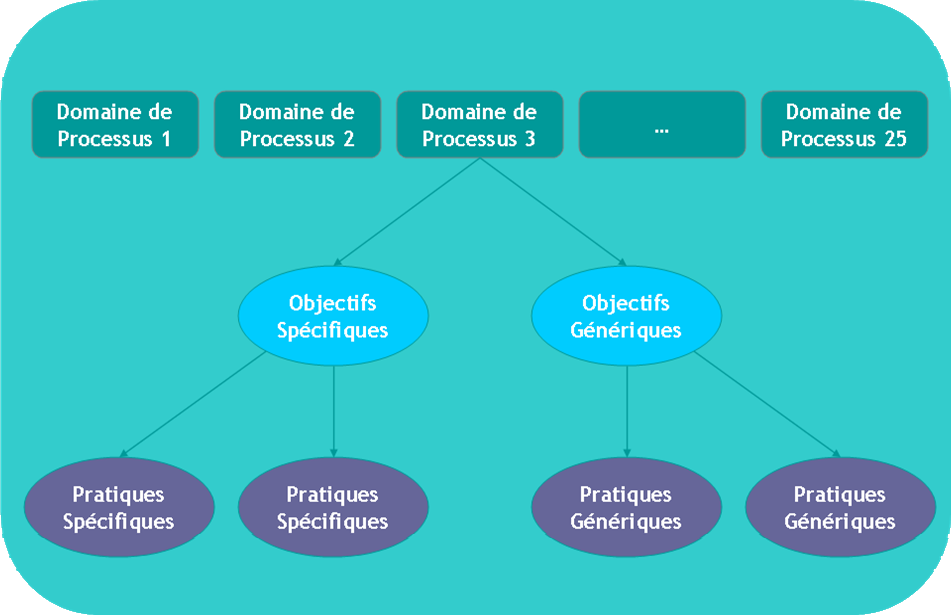 Domaine de
Processus 1
Domaine de
Processus 2
Domaine de
Processus 3
...
Domaine de
Processus 25
Objectifs
Spécifiques
Objectifs
Génériques
Pratiques
Spécifiques
Pratiques
Spécifiques
Pratiques
Génériques
Pratiques
Génériques